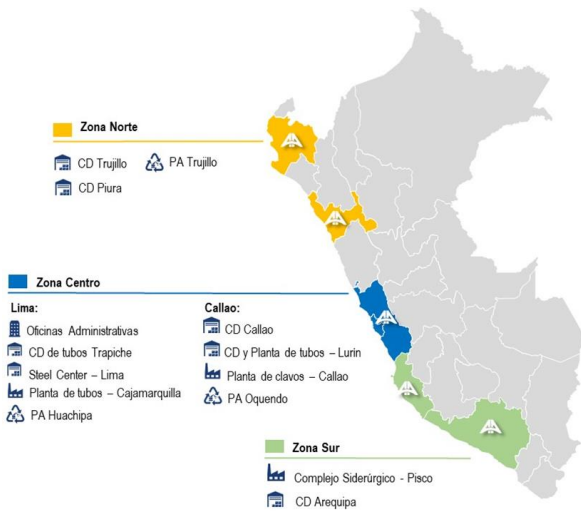 Zona Norte
CD Trujillo
PA Trujillo
CD Piura
Zona Centro
Lima:
Oficinas Administrativas
CD de tubos Trapiche
Steel Center – Lima
Planta de tubos – Cajamarquilla
PA Huachipa
Callao:
CD Callao
CD y Planta de tubos – Lurin
Planta de clavos – Callao
PA Oquendo
Zona Sur
Complejo Siderúrgico - Pisco
CD Arequipa